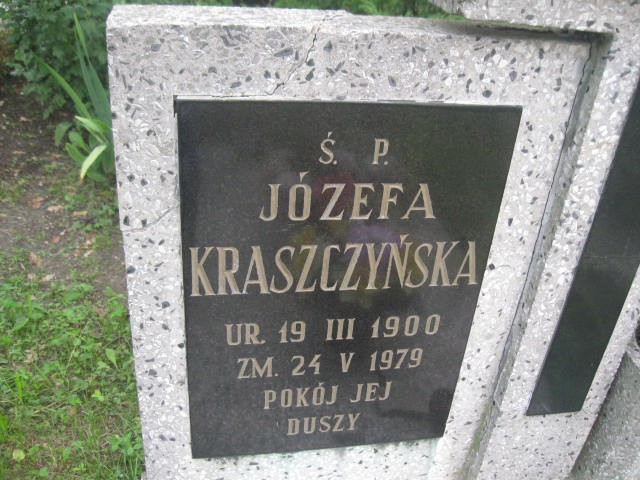 Ś. P.
JÓZEFA
KRASZCZYŃSKA
UR. 19 III 1900
ZM. 24 V 1979
POKÓJ JEJ
DUSZY